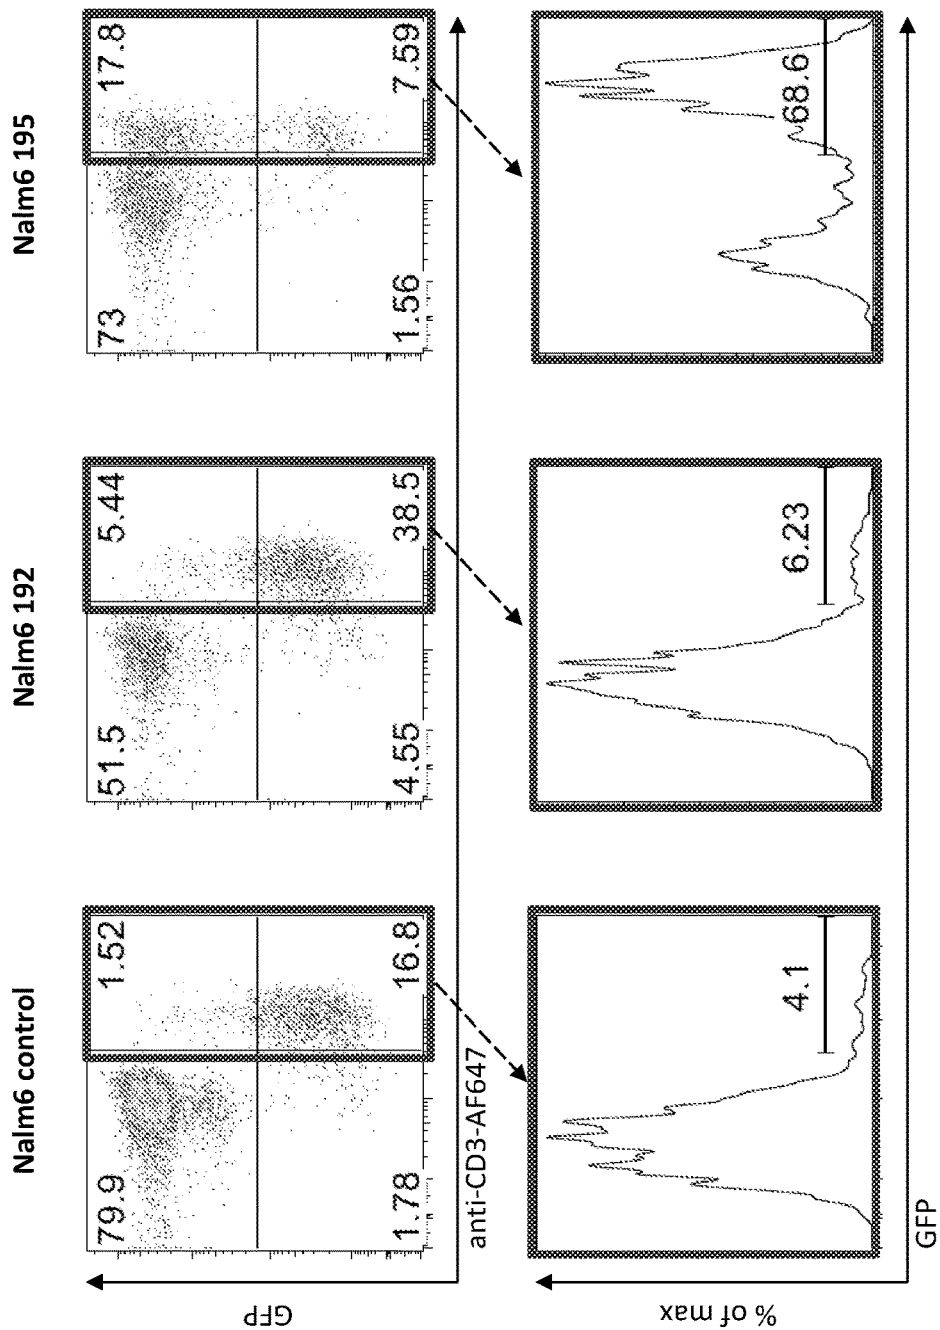 Nalm6 control
Nalm6 192
Nalm6 195
GFP
79.9
1.52
1.78
16.8
51.5
5.44
4.55
38.5
73
17.8
1.56
7.59
anti-CD3-AF647
% of max
4.1
6.23
68.6
GFP